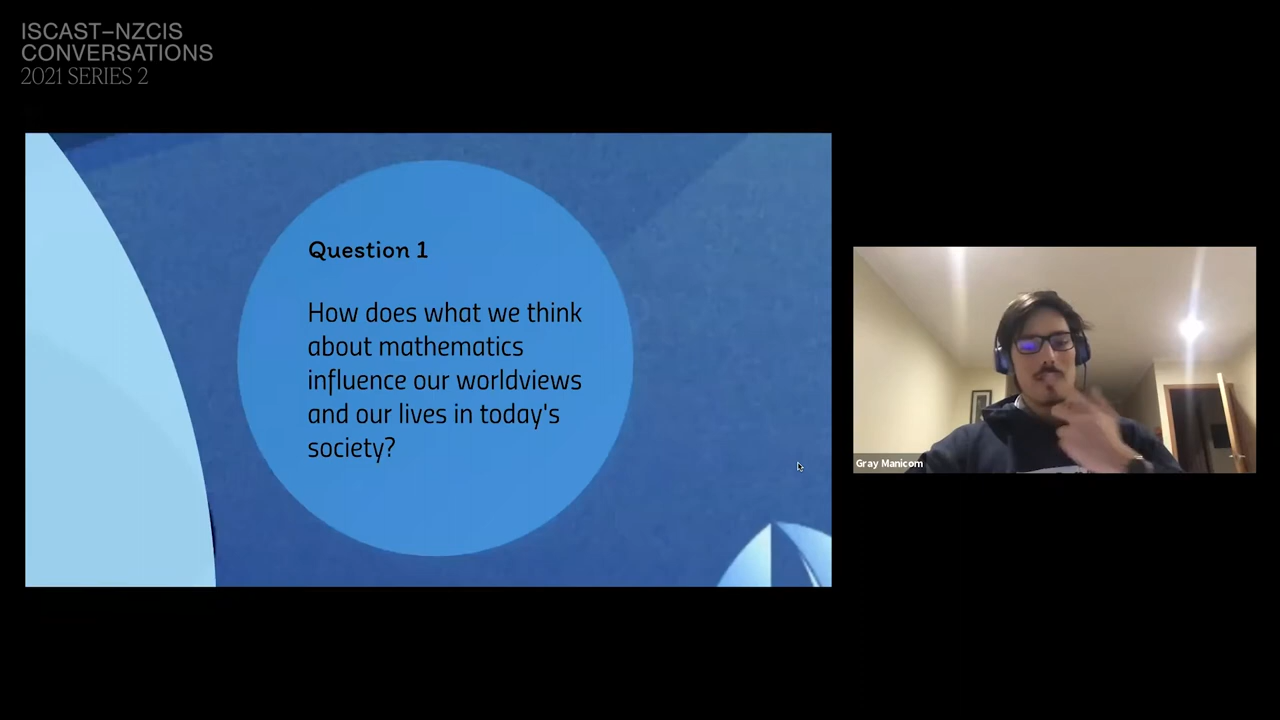 ISCAST–NZCIS
CONVERSATIONS
2021 SERIES 2
Question 1
How does what we think
about mathematics
influence our worldviews
and our lives in today's
society?
Gray Manicom